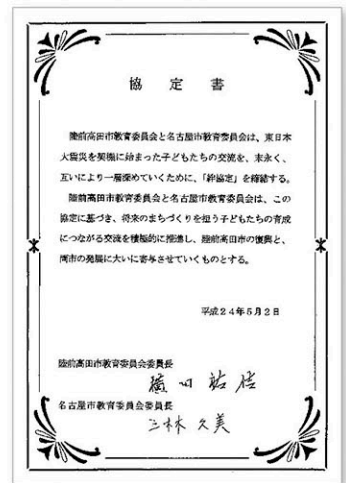 協定書
陸前高田市教育委員会と名古屋市教育委員会は、東日本
大震災を契機に始まった子どもたちの交流を、末永く、
互いにより一層深めていくために、「絆協定」を締結する。
陸前高田市教育委員会と名古屋市教育委員会は、この
協定に基づき、将来のまちづくりを担う子どもたちの育成
につながる交流を積極的に推進し、陸前高田市の復興と、
両市の発展に大いに寄与させていくものとする。
平成24年5月2日
陸前高田市教育委員会委員長
名古屋市教育委員会委員長